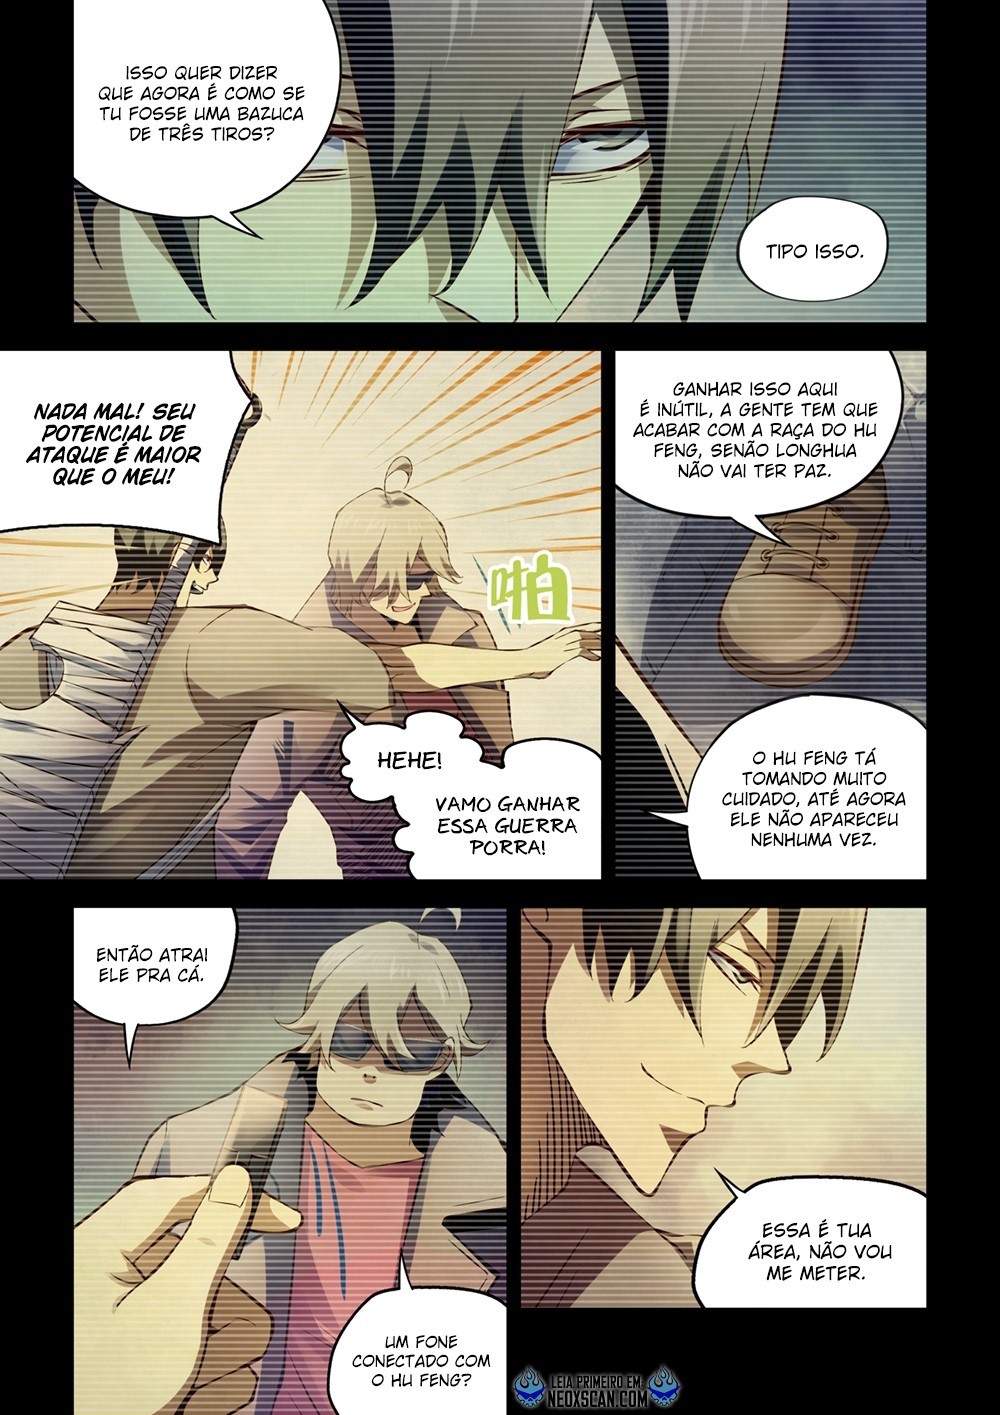 ISSO QUER DIZER
QUE AGORA É COMO SE
TU FOSSE UMA BAZUCA
DE TRÊS TIROS?
TIPO ISSO.
NADA MAL! SEU
POTENCIAL DE
ATAQUE É MAIOR
QUE O MEU!
啪
HEHE!
VAMO GANHAR
ESSA GUERRA
PORRA!
GANHAR ISSO AQUI
É INÚTIL, A GENTE TEM QUE
ACABAR COM A RAÇA DO HU
FENG, SENÃO LONGHUA
NÃO VAI TER PAZ.
O HU FENG TÁ
TOMANDO MUITO
CUIDADO, ATÉ AGORA
ELE NÃO APARECEU
NENHUMA VEZ.
ENTÃO ATRAI
ELE PRA CÁ.
UM FONE
CONECTADO COM
O HU FENG?
ESSA É TUA
ÁREA, NÃO VOU
ME METER.
LEIA PRIMEIRO EM:
NEOXSCAN.COM